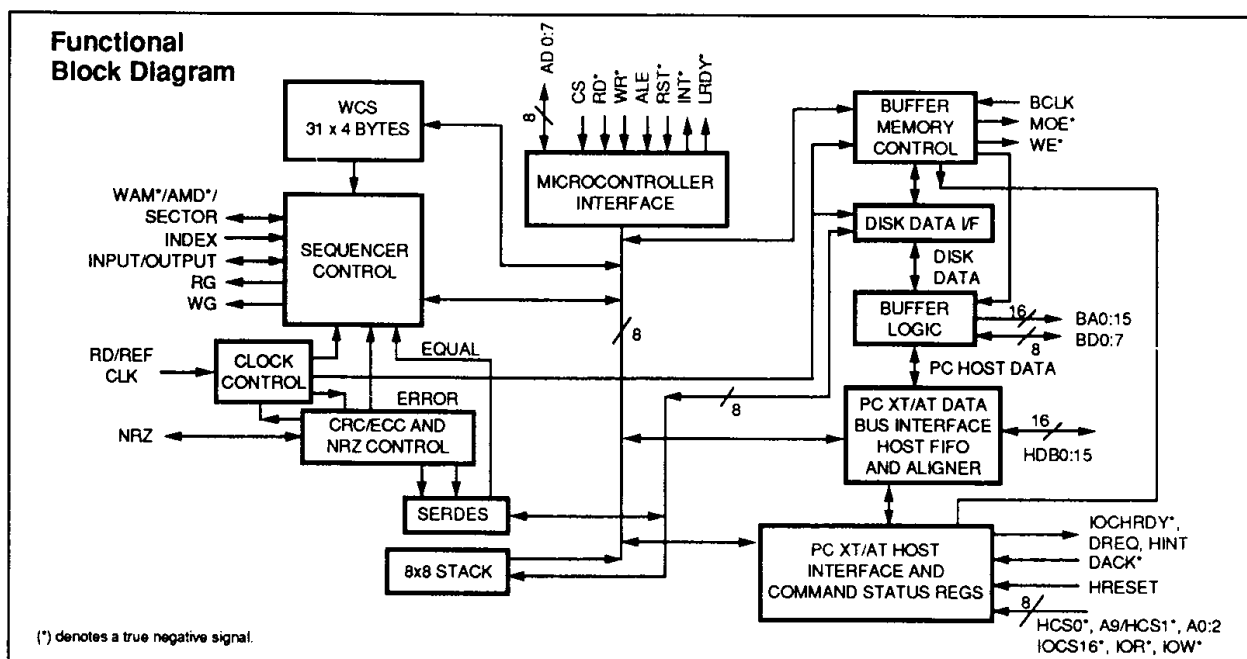 Functional
Block Diagram
AD 0:7
8
CS
RD*
WR*
ALE
RST*
INT*
LRDY*
WCS
31 x 4 BYTES
MICROCONTROLLER
INTERFACE
BUFFER
MEMORY
CONTROL
BCLK
MOE*
WE*
WAM*/AMD*/
SECTOR
INDEX
INPUT/OUTPUT
RG
WG
SEQUENCER
CONTROL
DISK DATA I/F
DISK
DATA
BUFFER
LOGIC
16
BA0:15
8
BD0:7
8
RD/REF
CLK
CLOCK
CONTROL
EQUAL
PC HOST DATA
ERROR
8
NRZ
CRC/ECC AND
NRZ CONTROL
PC XT/AT DATA
BUS INTERFACE
HOST FIFO
AND ALIGNER
16
HDB0:15
SERDES
8x8 STACK
PC XT/AT HOST
INTERFACE AND
COMMAND STATUS REGS
IOCHRDY*,
DREQ, HINT
DACK*
HRESET
8
HCS0*, A9/HCS1*, A0:2
IOCS16*, IOR*, IOW*
(*) denotes a true negative signal.